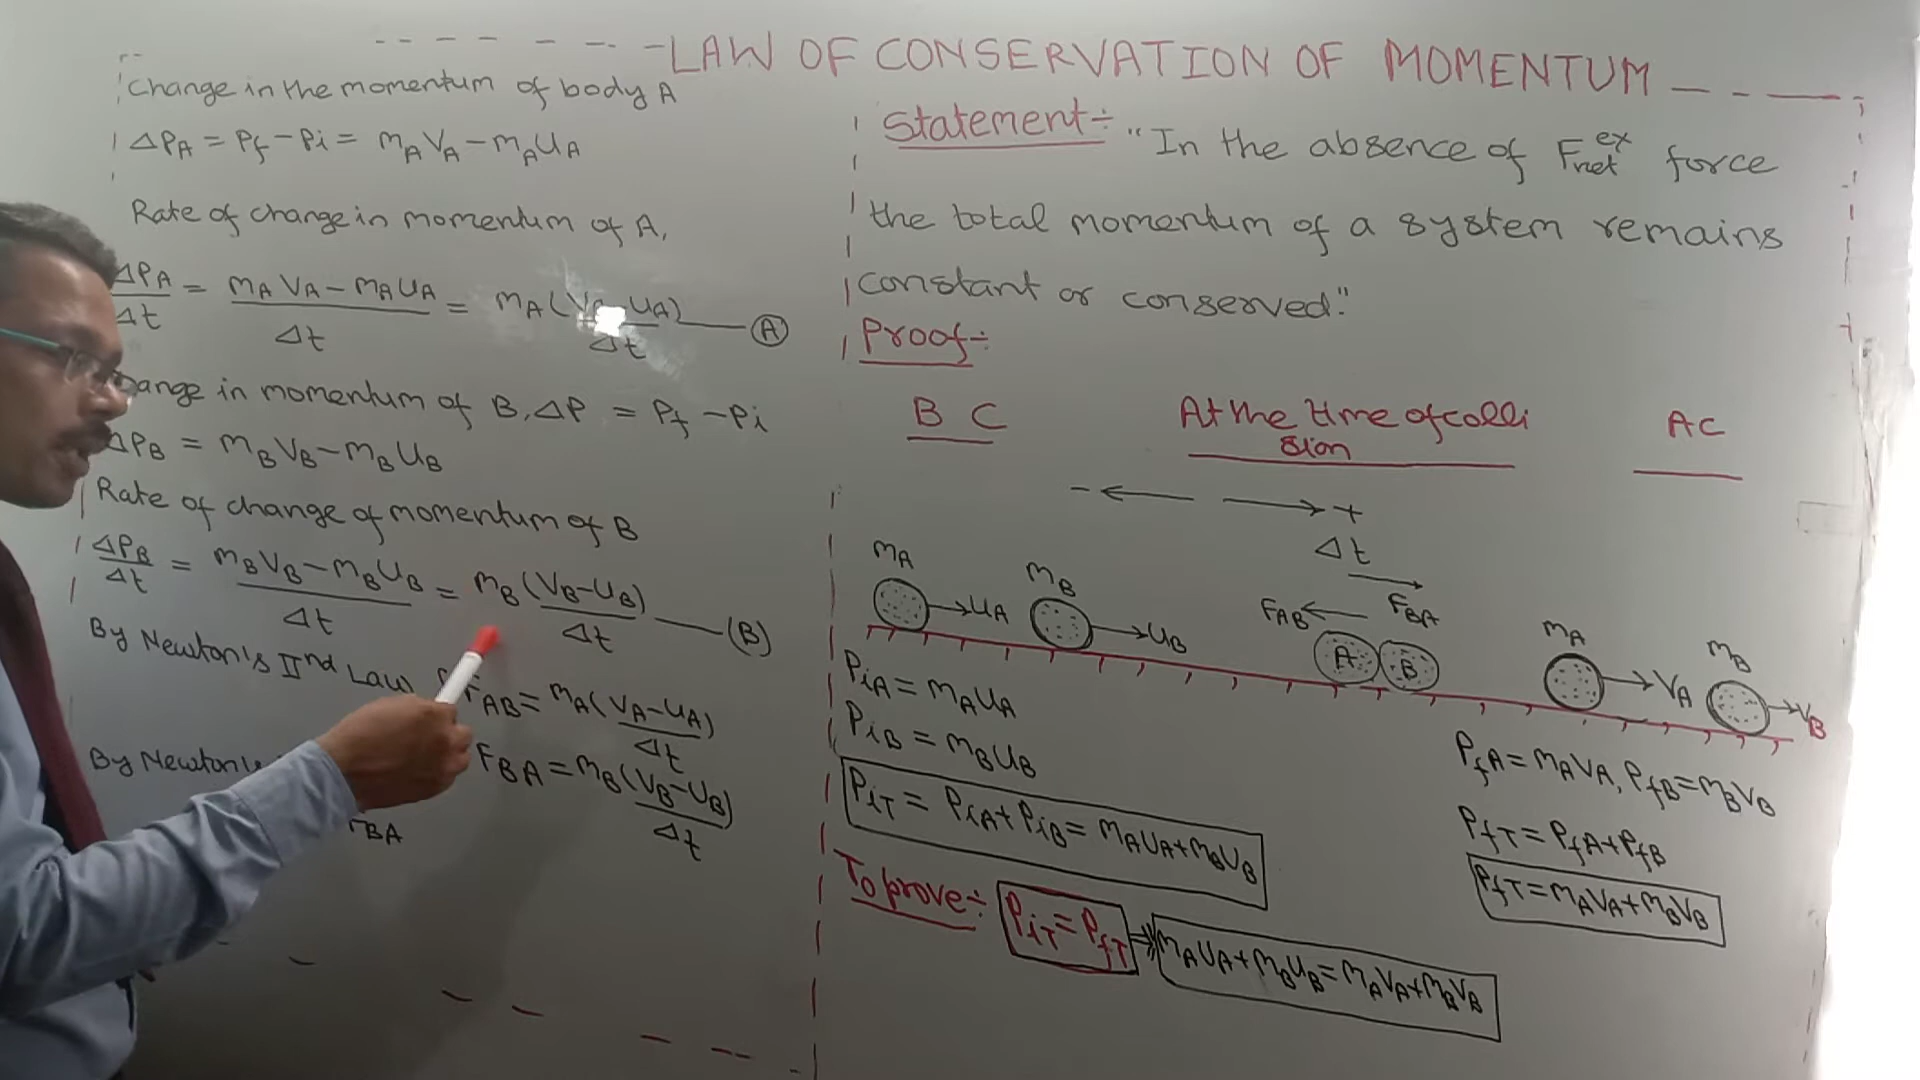 LAW OF CONSERVATION OF MOMENTUM
Change in the momentum of body A
ΔPA = Pf - Pi = mAVA - mAUA
Rate of change in momentum of A,
ΔPA/Δt = mAVA - mAUA/Δt = mA(VA-UA)/Δt — (A)
in momentum of B, ΔP = Pf - Pi
ΔPB = mBVB - mBUB
Rate of change of momentum of B
ΔPB/Δt = mBVB - mBUB/Δt = mB(VB-UB)/Δt — (B)
By Newton's IInd Law FAB = mA(VA-UA)/Δt
By Newton's FBA = mB(VB-UB)/Δt
BA
Statement÷ "In the absence of Fnet^ex force
the total momentum of a system remains
constant or conserved."
Proof÷
B C At the time of colli AC
sion
- ← → +
Δt
mA mB FAB FBA mA mB
UA UB A B VA VB
PiA = mAUA
PiB = mBUB
PiT = PiA + PiB = mAUA + mBUB
PfA = mAVA, PfB = mBVB
PfT = PfA + PfB
PfT = mAVA + mBVB
To prove÷ PiT = PfT ⇒ mAUA + mBUB = mAVA + mBVB